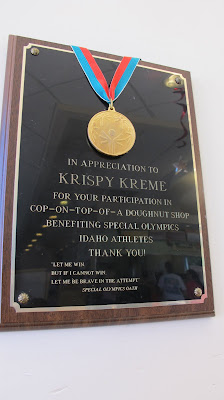 IN APPRECIATION TO
KRISPY KREME
FOR YOUR PARTICIPATION IN
COP-ON-TOP-OF-A DOUGHNUT SHOP
BENEFITING SPECIAL OLYMPICS
IDAHO ATHLETES
THANK YOU!
"LET ME WIN
BUT IF I CANNOT WIN
LET ME BE BRAVE IN THE ATTEMPT"
SPECIAL OLYMPICS OATH